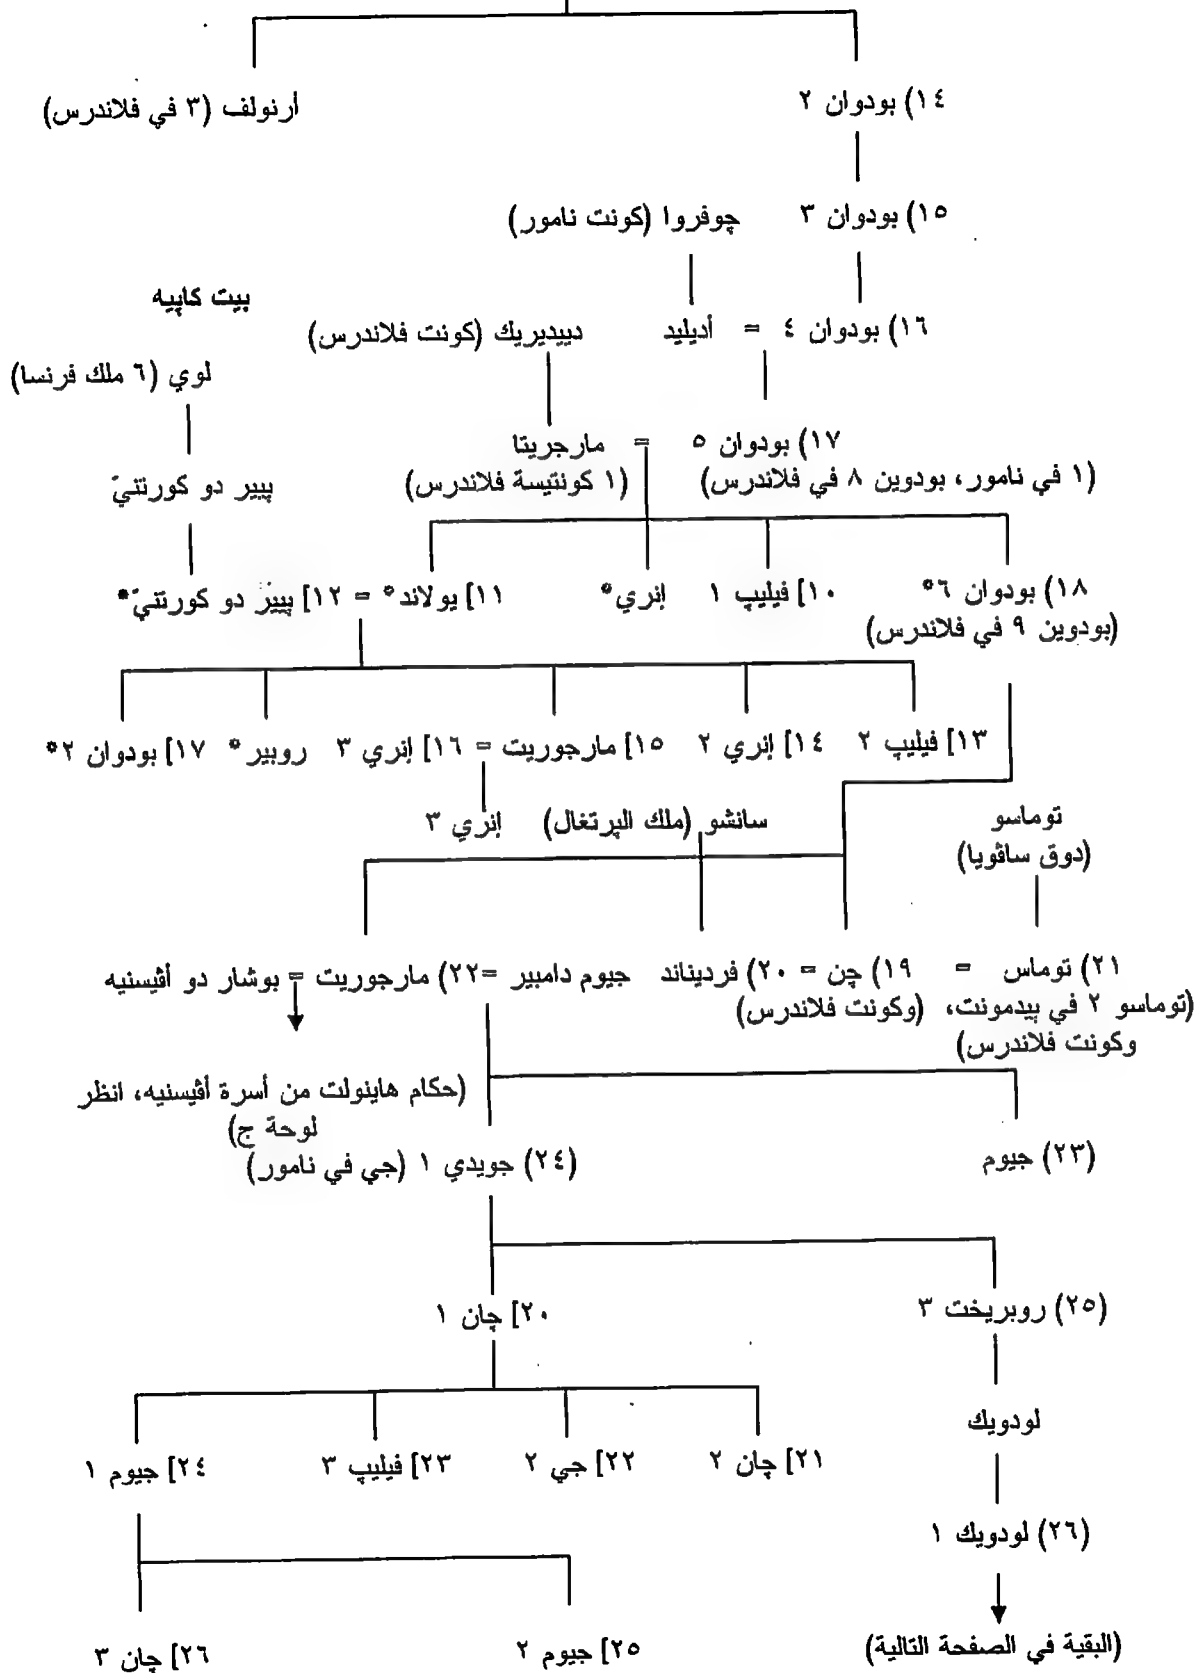 ١٤) بودوان ٢ أرنولف (٣ في فلاندرس)
١٥) بودوان ٣ چوفروا (كونت نامور)
بيت كاپيه
١٦) بودوان ٤ = أديليد دييديريك (كونت فلاندرس)
لوي (٦ ملك فرنسا)
١٧) بودوان ٥ = مارجريتا
(١ في نامور، بودوين ٨ في فلاندرس) (١ كونتيسة فلاندرس) پيير دو كورتنيّ
١٨) بودوان ٦* ١٠] فيليپ ١ إنري* ١١] يولاند* = ١٢] پيير دو كورتنيّ*
(بودوين ٩ في فلاندرس)
١٣] فيليپ ٢ ١٤] إنري ٢ ١٥] مارجوريت = ١٦] إنري ٣ روبير* ١٧] بودوان ٢*
توماسو سانشو (ملك الپرتغال) إنري ٣
(دوق ساڤويا)
٢١) توماس = ١٩) چن = ٢٠) فرديناند جيوم دامبير =٢٢) مارجوريت = بوشار دو أڤيسنيه
(توماسو ٢ في پيدمونت، (وكونت فلاندرس)
وكونت فلاندرس)
(حكام هاينولت من أسرة أڤيسنيه، انظر
لوحة ج)
(٢٣) جيوم (٢٤) جويدي ١ (جي في نامور)
(٢٥) روبريخت ٣ ٢٠] چان ١
لودويك
٢١] چان ٢ ٢٢] جي ٢ ٢٣] فيليپ ٣ ٢٤] جيوم ١
(٢٦) لودويك ١
(البقية في الصفحة التالية) ٢٥] جيوم ٢ ٢٦] چان ٣